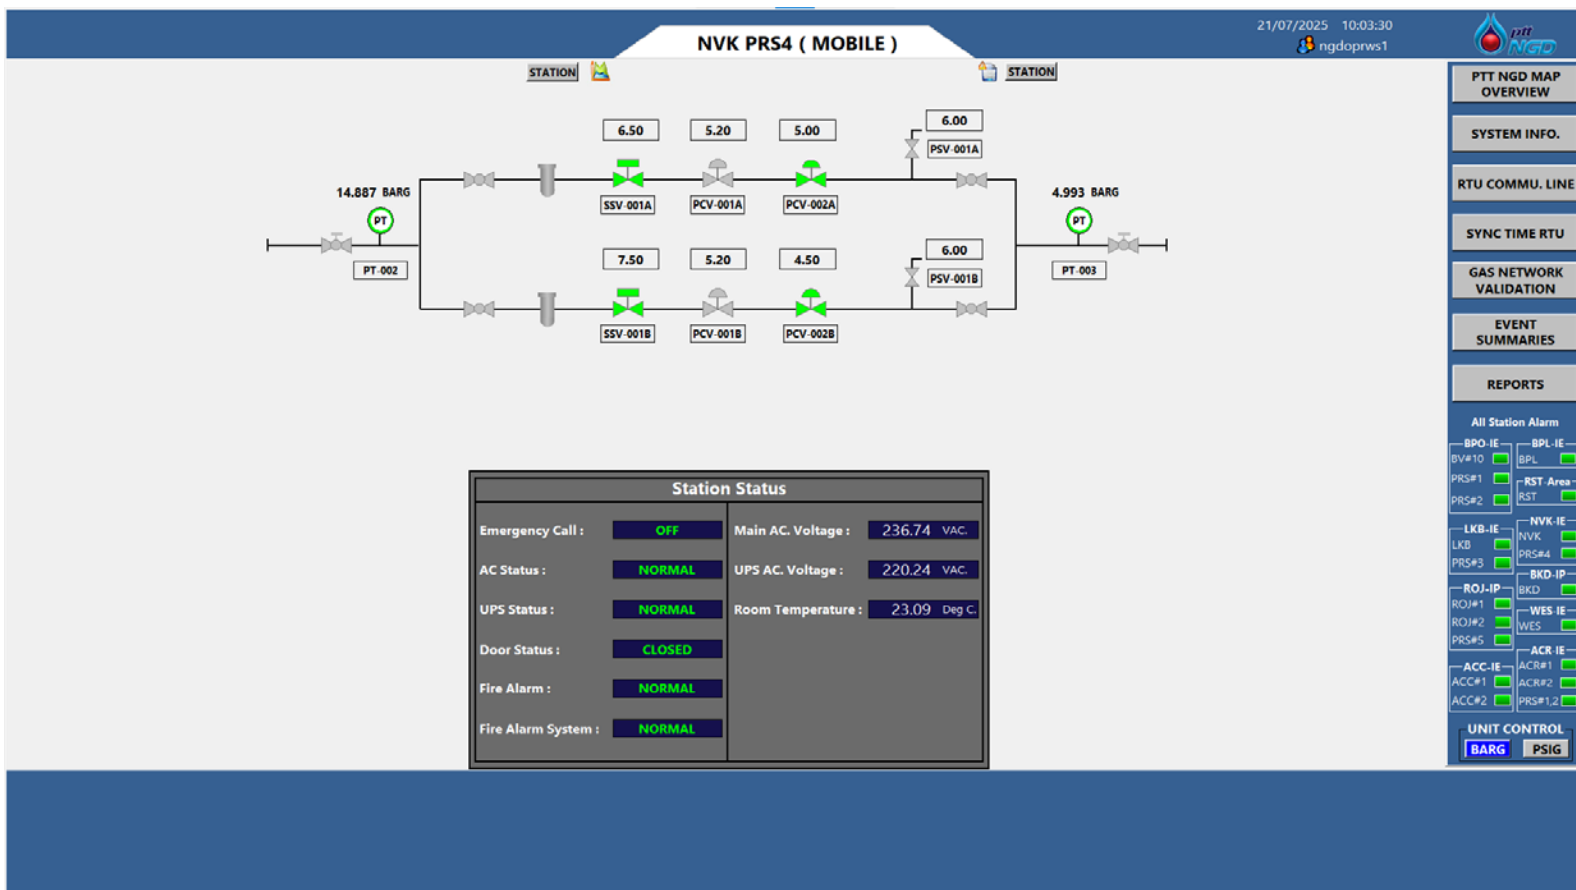 21/07/2025 10:03:30
NVK PRS4 ( MOBILE )
ngdoprws1
ptt
NGD
STATION
STATION
PTT NGD MAP
OVERVIEW
SYSTEM INFO.
RTU COMMU. LINE
SYNC TIME RTU
GAS NETWORK
VALIDATION
EVENT
SUMMARIES
REPORTS
6.50
5.20
5.00
6.00
PSV-001A
14.887 BARG
PT
PT-002
SSV-001A
PCV-001A
PCV-002A
4.993 BARG
PT
PT-003
7.50
5.20
4.50
6.00
PSV-001B
SSV-001B
PCV-001B
PCV-002B
Station Status
Emergency Call : OFF
AC Status : NORMAL
UPS Status : NORMAL
Door Status : CLOSED
Fire Alarm : NORMAL
Fire Alarm System : NORMAL
Main AC. Voltage : 236.74 VAC.
UPS AC. Voltage : 220.24 VAC.
Room Temperature : 23.09 Deg C.
All Station Alarm
BPO-IE
BV#10
PRS#1
PRS#2
BPL-IE
BPL
RST-Area
RST
LKB-IE
LKB
PRS#3
NVK-IE
NVK
PRS#4
BKD-IP
BKD
ROJ-IP
ROJ#1
ROJ#2
PRS#5
WES-IE
WES
ACC-IE
ACC#1
ACC#2
ACR-IE
ACR#1
ACR#2
PRS#1,2
UNIT CONTROL
BARG PSIG